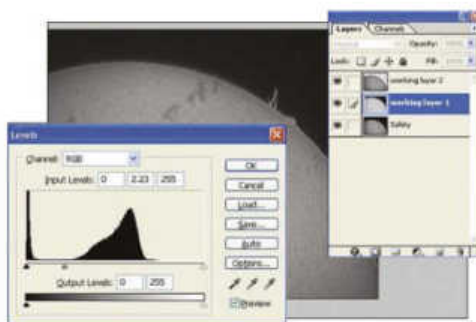 Layers Channels
Opacity:
Lock: Fill:
working layer 2
working layer 1
Safety
Levels
Channel: RGB
Input Levels: 0 2.23 255
Output Levels: 0 255
OK
Cancel
Load...
Save...
Auto
Options...
Preview